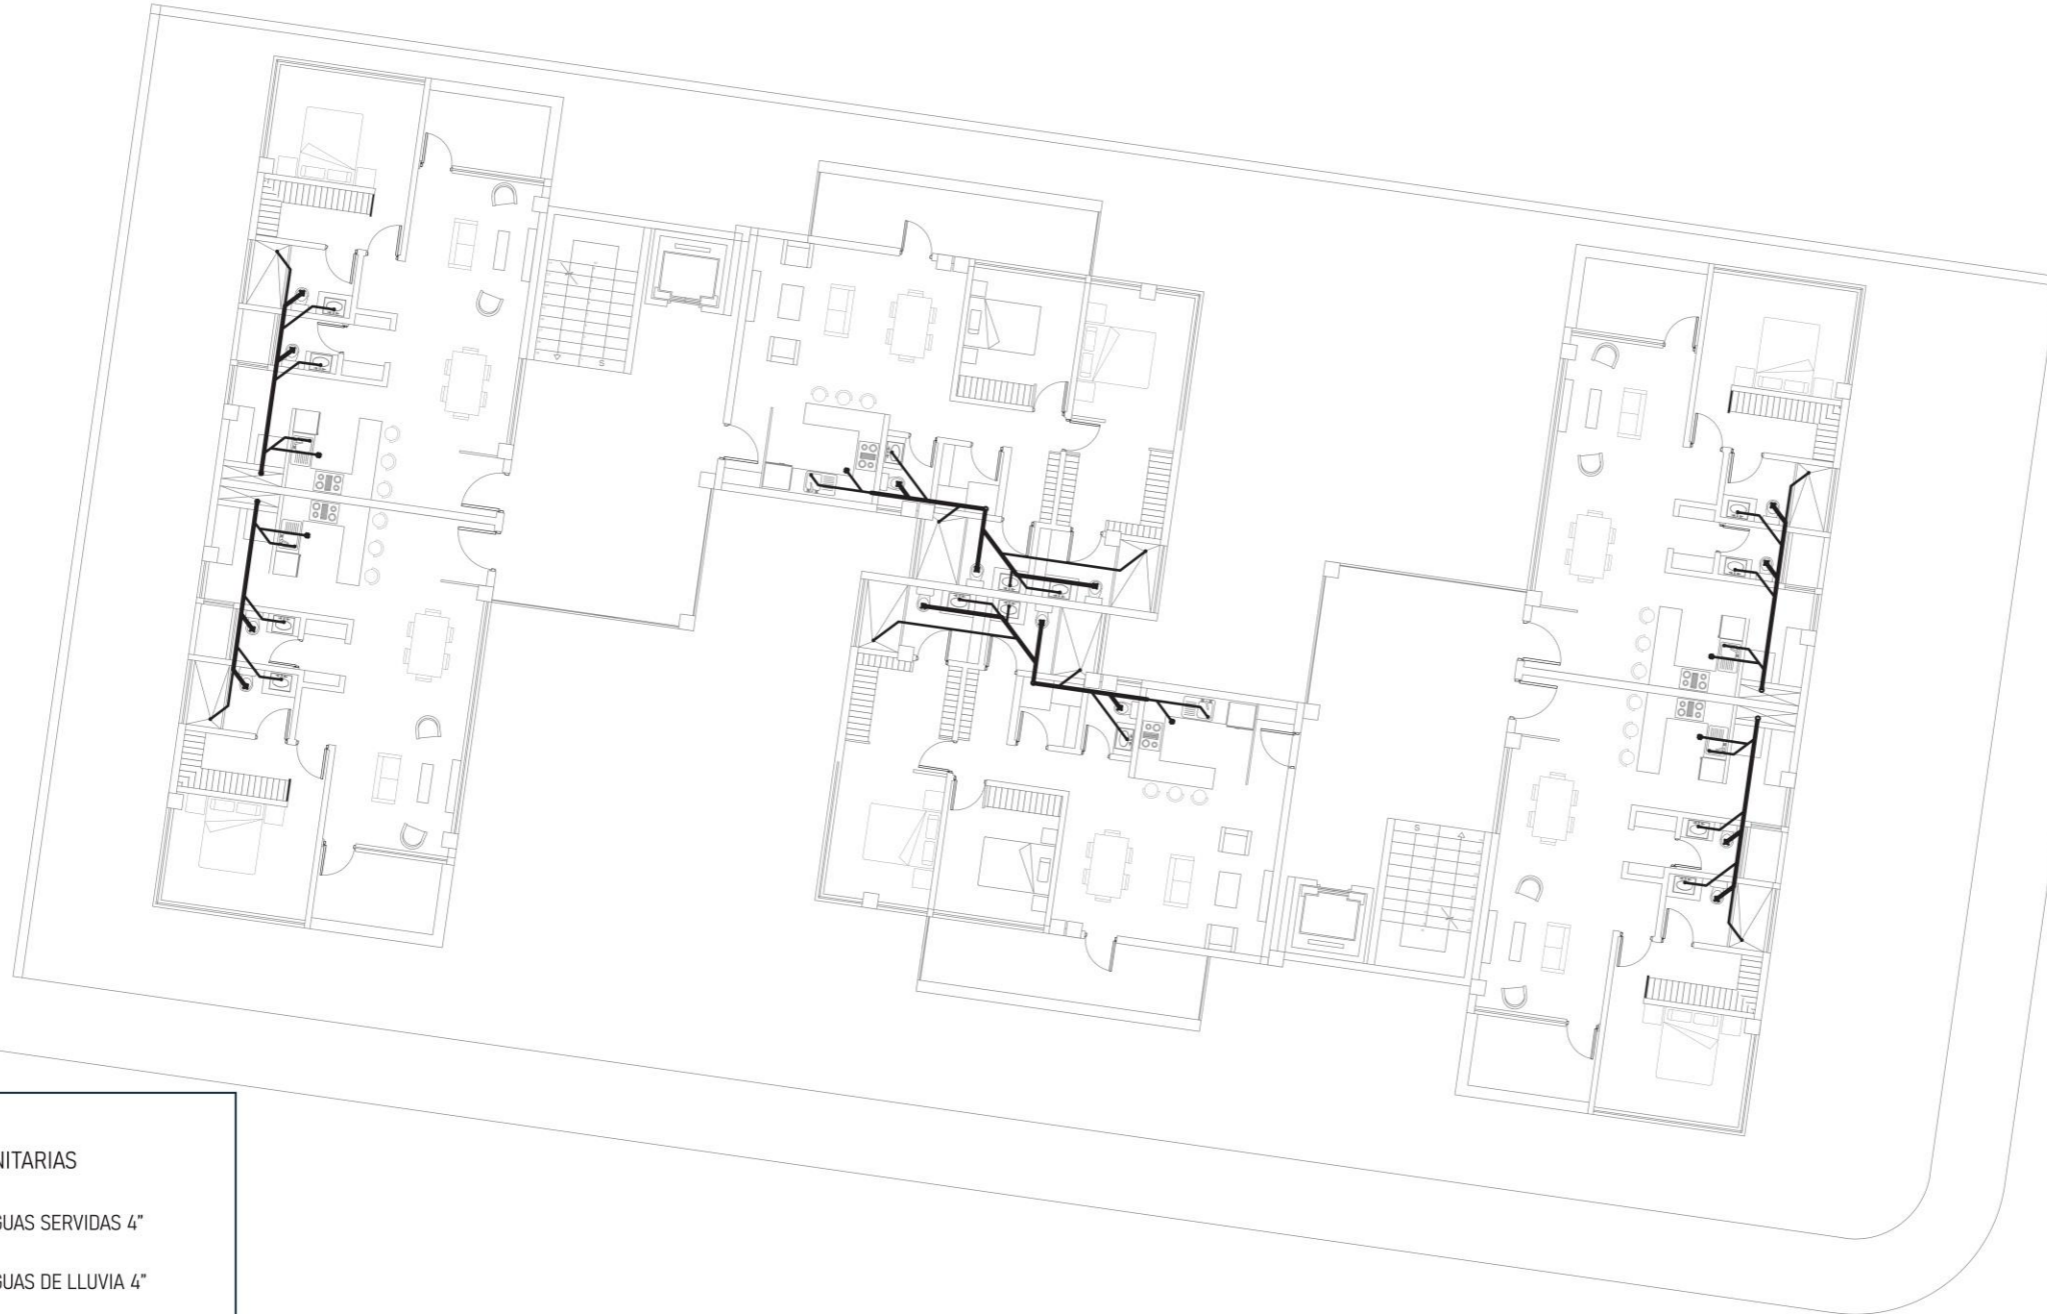 S
S
NITARIAS
GUAS SERVIDAS 4"
GUAS DE LLUVIA 4"